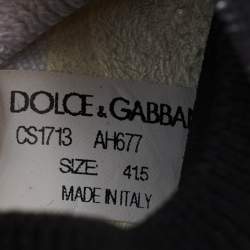 DOLCE & GABBAN
CS1713 AH677
SIZE: 41.5
MADE IN ITALY